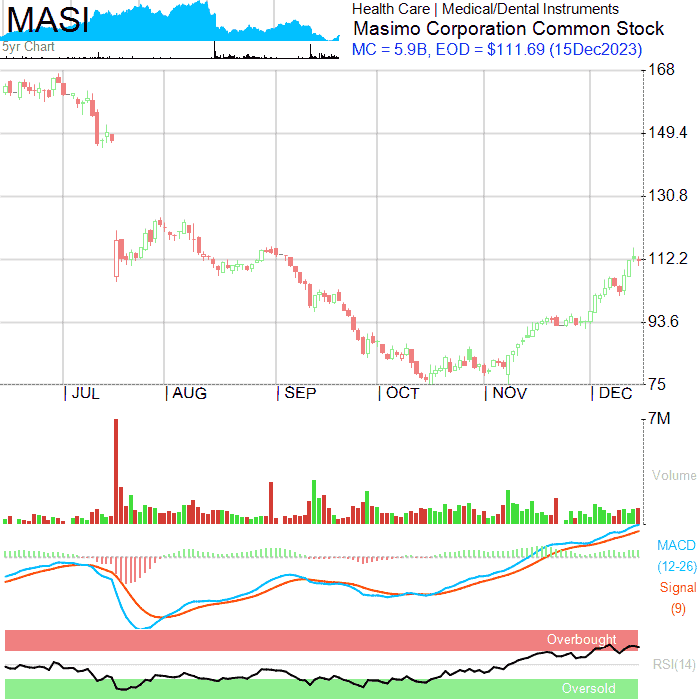 MASI
5yr Chart
Health Care | Medical/Dental Instruments
Masimo Corporation Common Stock
MC = 5.9B, EOD = $111.69 (15Dec2023)
168
149.4
130.8
112.2
93.6
75
| JUL | AUG | SEP | OCT | NOV | DEC
7M
Volume
MACD
(12-26)
Signal
(9)
Overbought
RSI(14)
Oversold